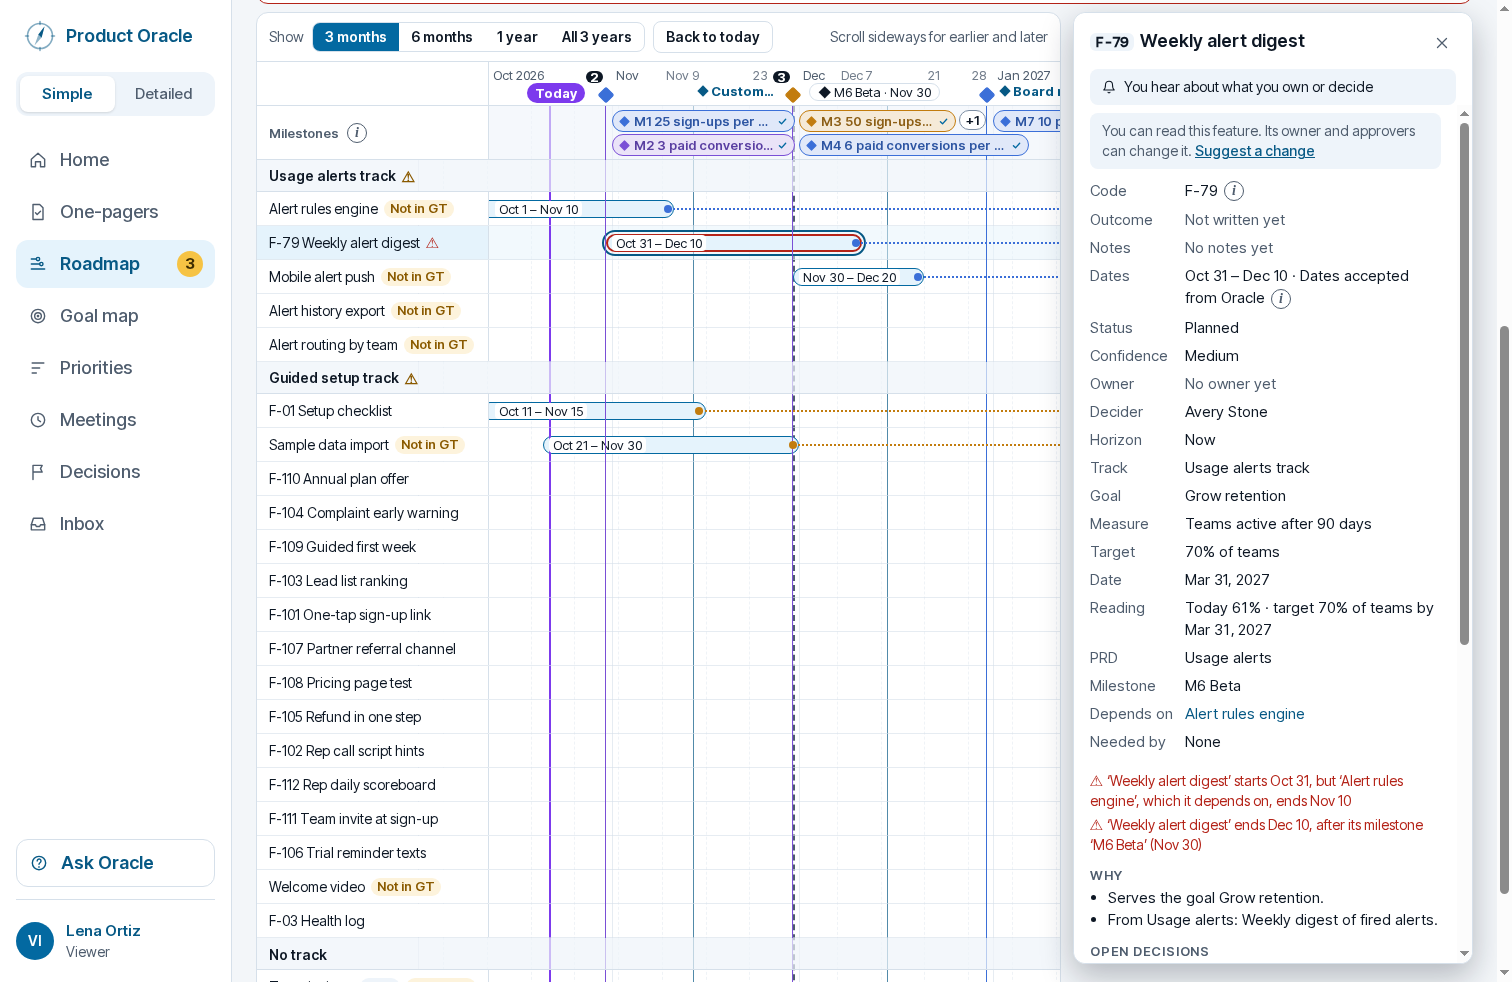 Product Oracle
Simple Detailed
Home
One-pagers
Roadmap 3
Goal map
Priorities
Meetings
Decisions
Inbox
Ask Oracle
VI
Lena Ortiz
Viewer
Show 3 months 6 months 1 year All 3 years Back to today Scroll sideways for earlier and later
Oct 2026 2 Nov Nov 9 23 3 Dec Dec 7 21 28 Jan 2027
Today Custom... M6 Beta · Nov 30 Board
Milestones i
M1 25 sign-ups per ... M3 50 sign-ups... +1 M7 10
M2 3 paid conversio... M4 6 paid conversions per ...
Usage alerts track
Alert rules engine Not in GT Oct 1 – Nov 10
F-79 Weekly alert digest Oct 31 – Dec 10
Mobile alert push Not in GT Nov 30 – Dec 20
Alert history export Not in GT
Alert routing by team Not in GT
Guided setup track
F-01 Setup checklist Oct 11 – Nov 15
Sample data import Not in GT Oct 21 – Nov 30
F-110 Annual plan offer
F-104 Complaint early warning
F-109 Guided first week
F-103 Lead list ranking
F-101 One-tap sign-up link
F-107 Partner referral channel
F-108 Pricing page test
F-105 Refund in one step
F-102 Rep call script hints
F-112 Rep daily scoreboard
F-111 Team invite at sign-up
F-106 Trial reminder texts
Welcome video Not in GT
F-03 Health log
No track
F-79 Weekly alert digest
You hear about what you own or decide
You can read this feature. Its owner and approvers
can change it. Suggest a change
Code F-79 i
Outcome Not written yet
Notes No notes yet
Dates Oct 31 – Dec 10 · Dates accepted
from Oracle i
Status Planned
Confidence Medium
Owner No owner yet
Decider Avery Stone
Horizon Now
Track Usage alerts track
Goal Grow retention
Measure Teams active after 90 days
Target 70% of teams
Date Mar 31, 2027
Reading Today 61% · target 70% of teams by
Mar 31, 2027
PRD Usage alerts
Milestone M6 Beta
Depends on Alert rules engine
Needed by None
⚠ ‘Weekly alert digest’ starts Oct 31, but ‘Alert rules
engine’, which it depends on, ends Nov 10
⚠ ‘Weekly alert digest’ ends Dec 10, after its milestone
‘M6 Beta’ (Nov 30)
WHY
• Serves the goal Grow retention.
• From Usage alerts: Weekly digest of fired alerts.
OPEN DECISIONS